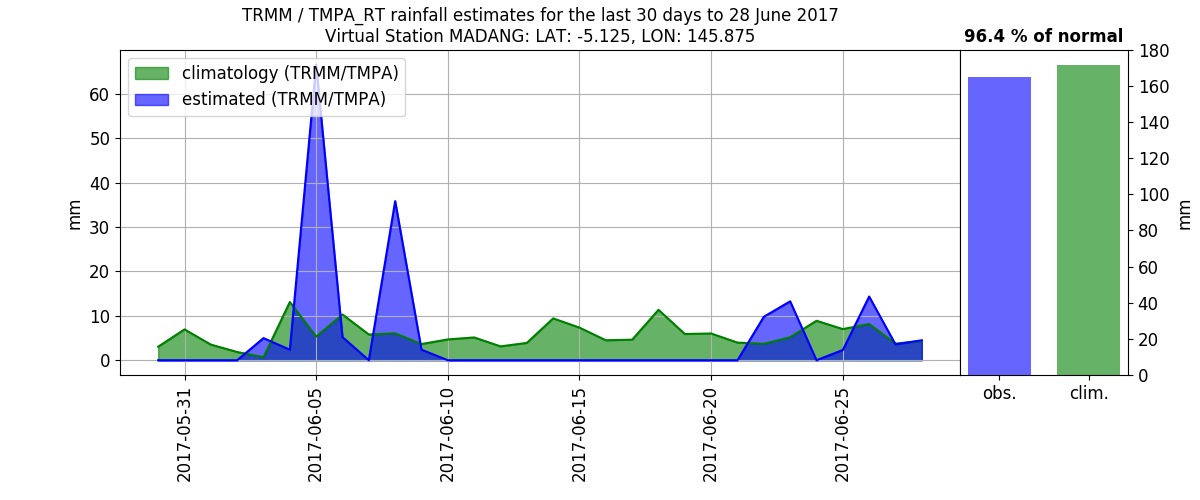 TRMM / TMPA_RT rainfall estimates for the last 30 days to 28 June 2017
Virtual Station MADANG: LAT: -5.125, LON: 145.875
96.4 % of normal
climatology (TRMM/TMPA)
estimated (TRMM/TMPA)
mm
60
50
40
30
20
10
0
2017-05-31
2017-06-05
2017-06-10
2017-06-15
2017-06-20
2017-06-25
180
160
140
120
100
80
60
40
20
0
mm
obs.
clim.